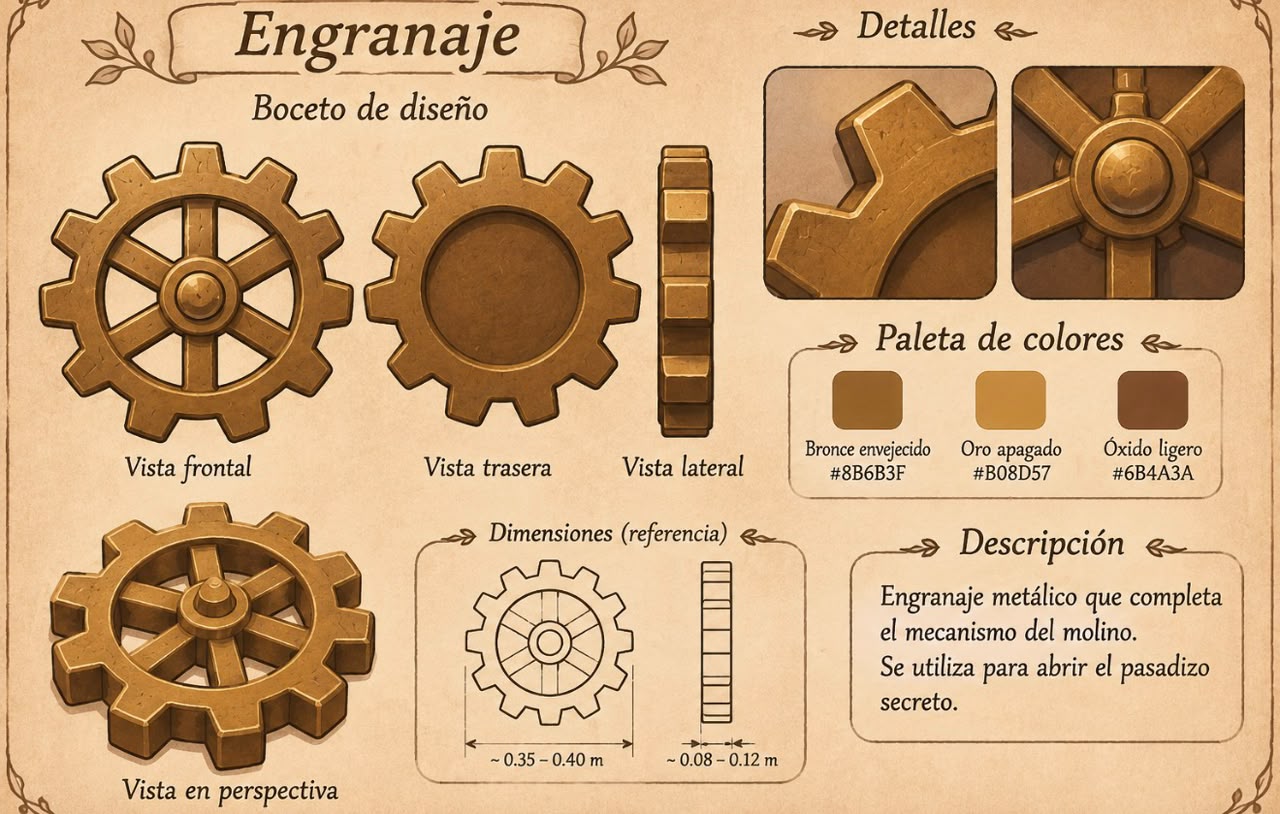 Engranaje
Boceto de diseño
Vista frontal
Vista trasera
Vista lateral
Vista en perspectiva
Dimensiones (referencia)
~ 0.35 – 0.40 m
~ 0.08 – 0.12 m
Detalles
1
Paleta de colores
Bronce envejecido
#8B6B3F
Oro apagado
#B08D57
Óxido ligero
#6B4A3A
Descripción
Engranaje metálico que completa
el mecanismo del molino.
Se utiliza para abrir el pasadizo
secreto.